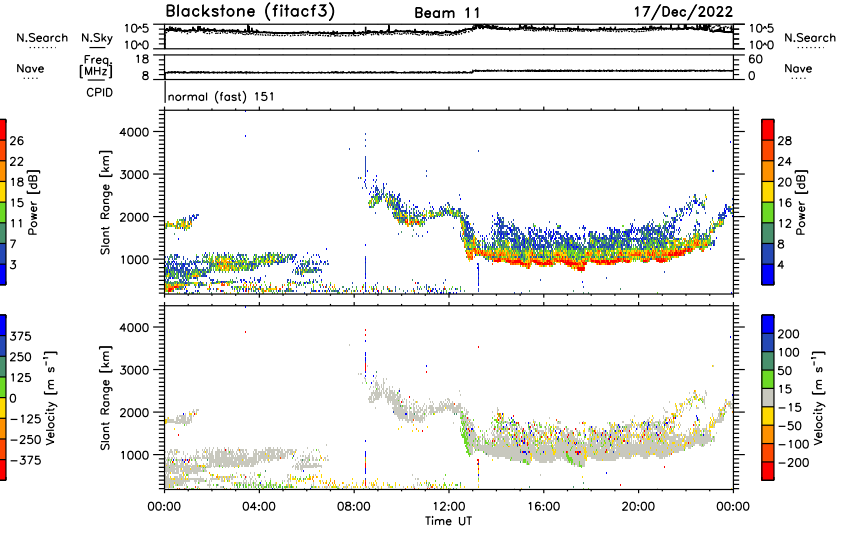 Blackstone (fitacf3) Beam 11 17/Dec/2022
N.Search N.Sky 10^5 10^0 10^5 10^0 N.Search
Nave Freq. [MHz] 18 8 60 0 Nave
CPID normal (fast) 151
Slant Range [km] 4000 3000 2000 1000
26 22 18 15 11 7 3 Power [dB]
28 24 20 16 12 8 4 Power [dB]
Slant Range [km] 4000 3000 2000 1000
375 250 125 0 −125 −250 −375 Velocity [m s⁻¹]
200 100 50 15 −15 −50 −100 −200 Velocity [m s⁻¹]
00:00 04:00 08:00 12:00 16:00 20:00 00:00
Time UT